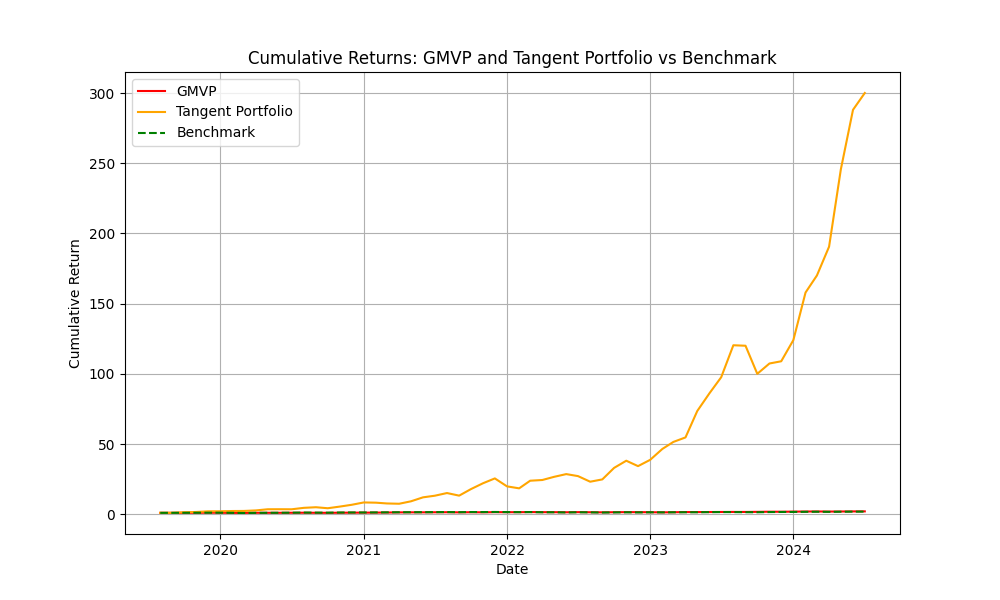 Cumulative Returns: GMVP and Tangent Portfolio vs Benchmark
GMVP
Tangent Portfolio
Benchmark
300
250
200
150
100
50
0
Cumulative Return
2020 2021 2022 2023 2024
Date